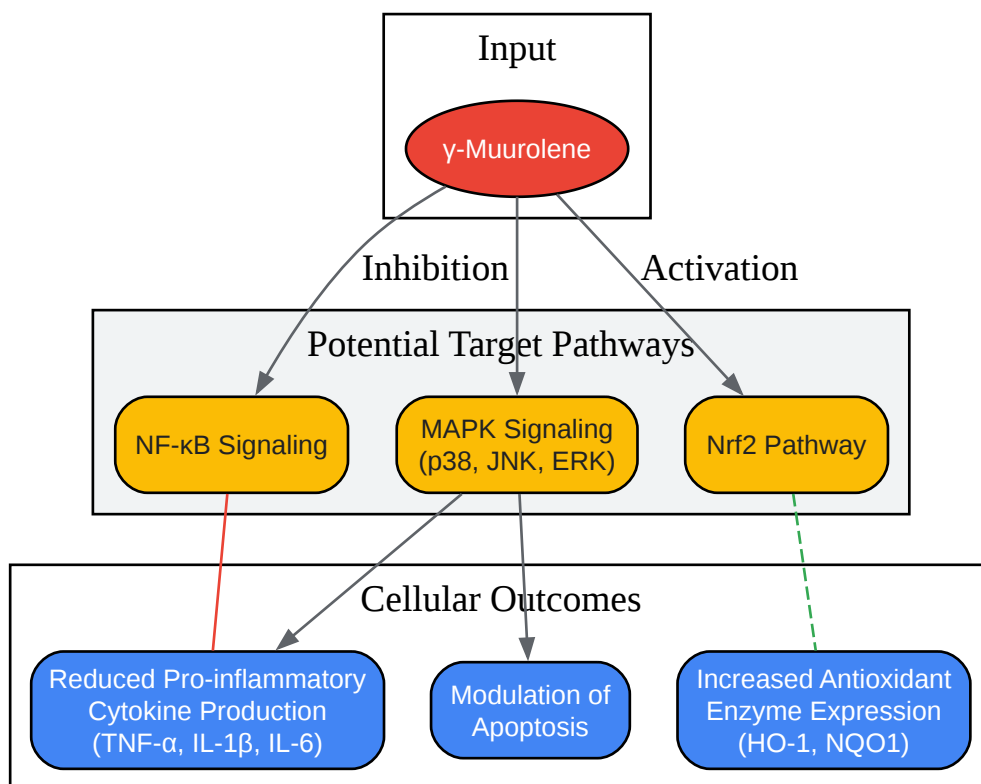 Input
γ-Muurolene
Inhibition
Activation
Potential Target Pathways
NF-κB Signaling
MAPK Signaling
(p38, JNK, ERK)
Nrf2 Pathway
Cellular Outcomes
Reduced Pro-inflammatory
Cytokine Production
(TNF-α, IL-1β, IL-6)
Modulation of
Apoptosis
Increased Antioxidant
Enzyme Expression
(HO-1, NQO1)